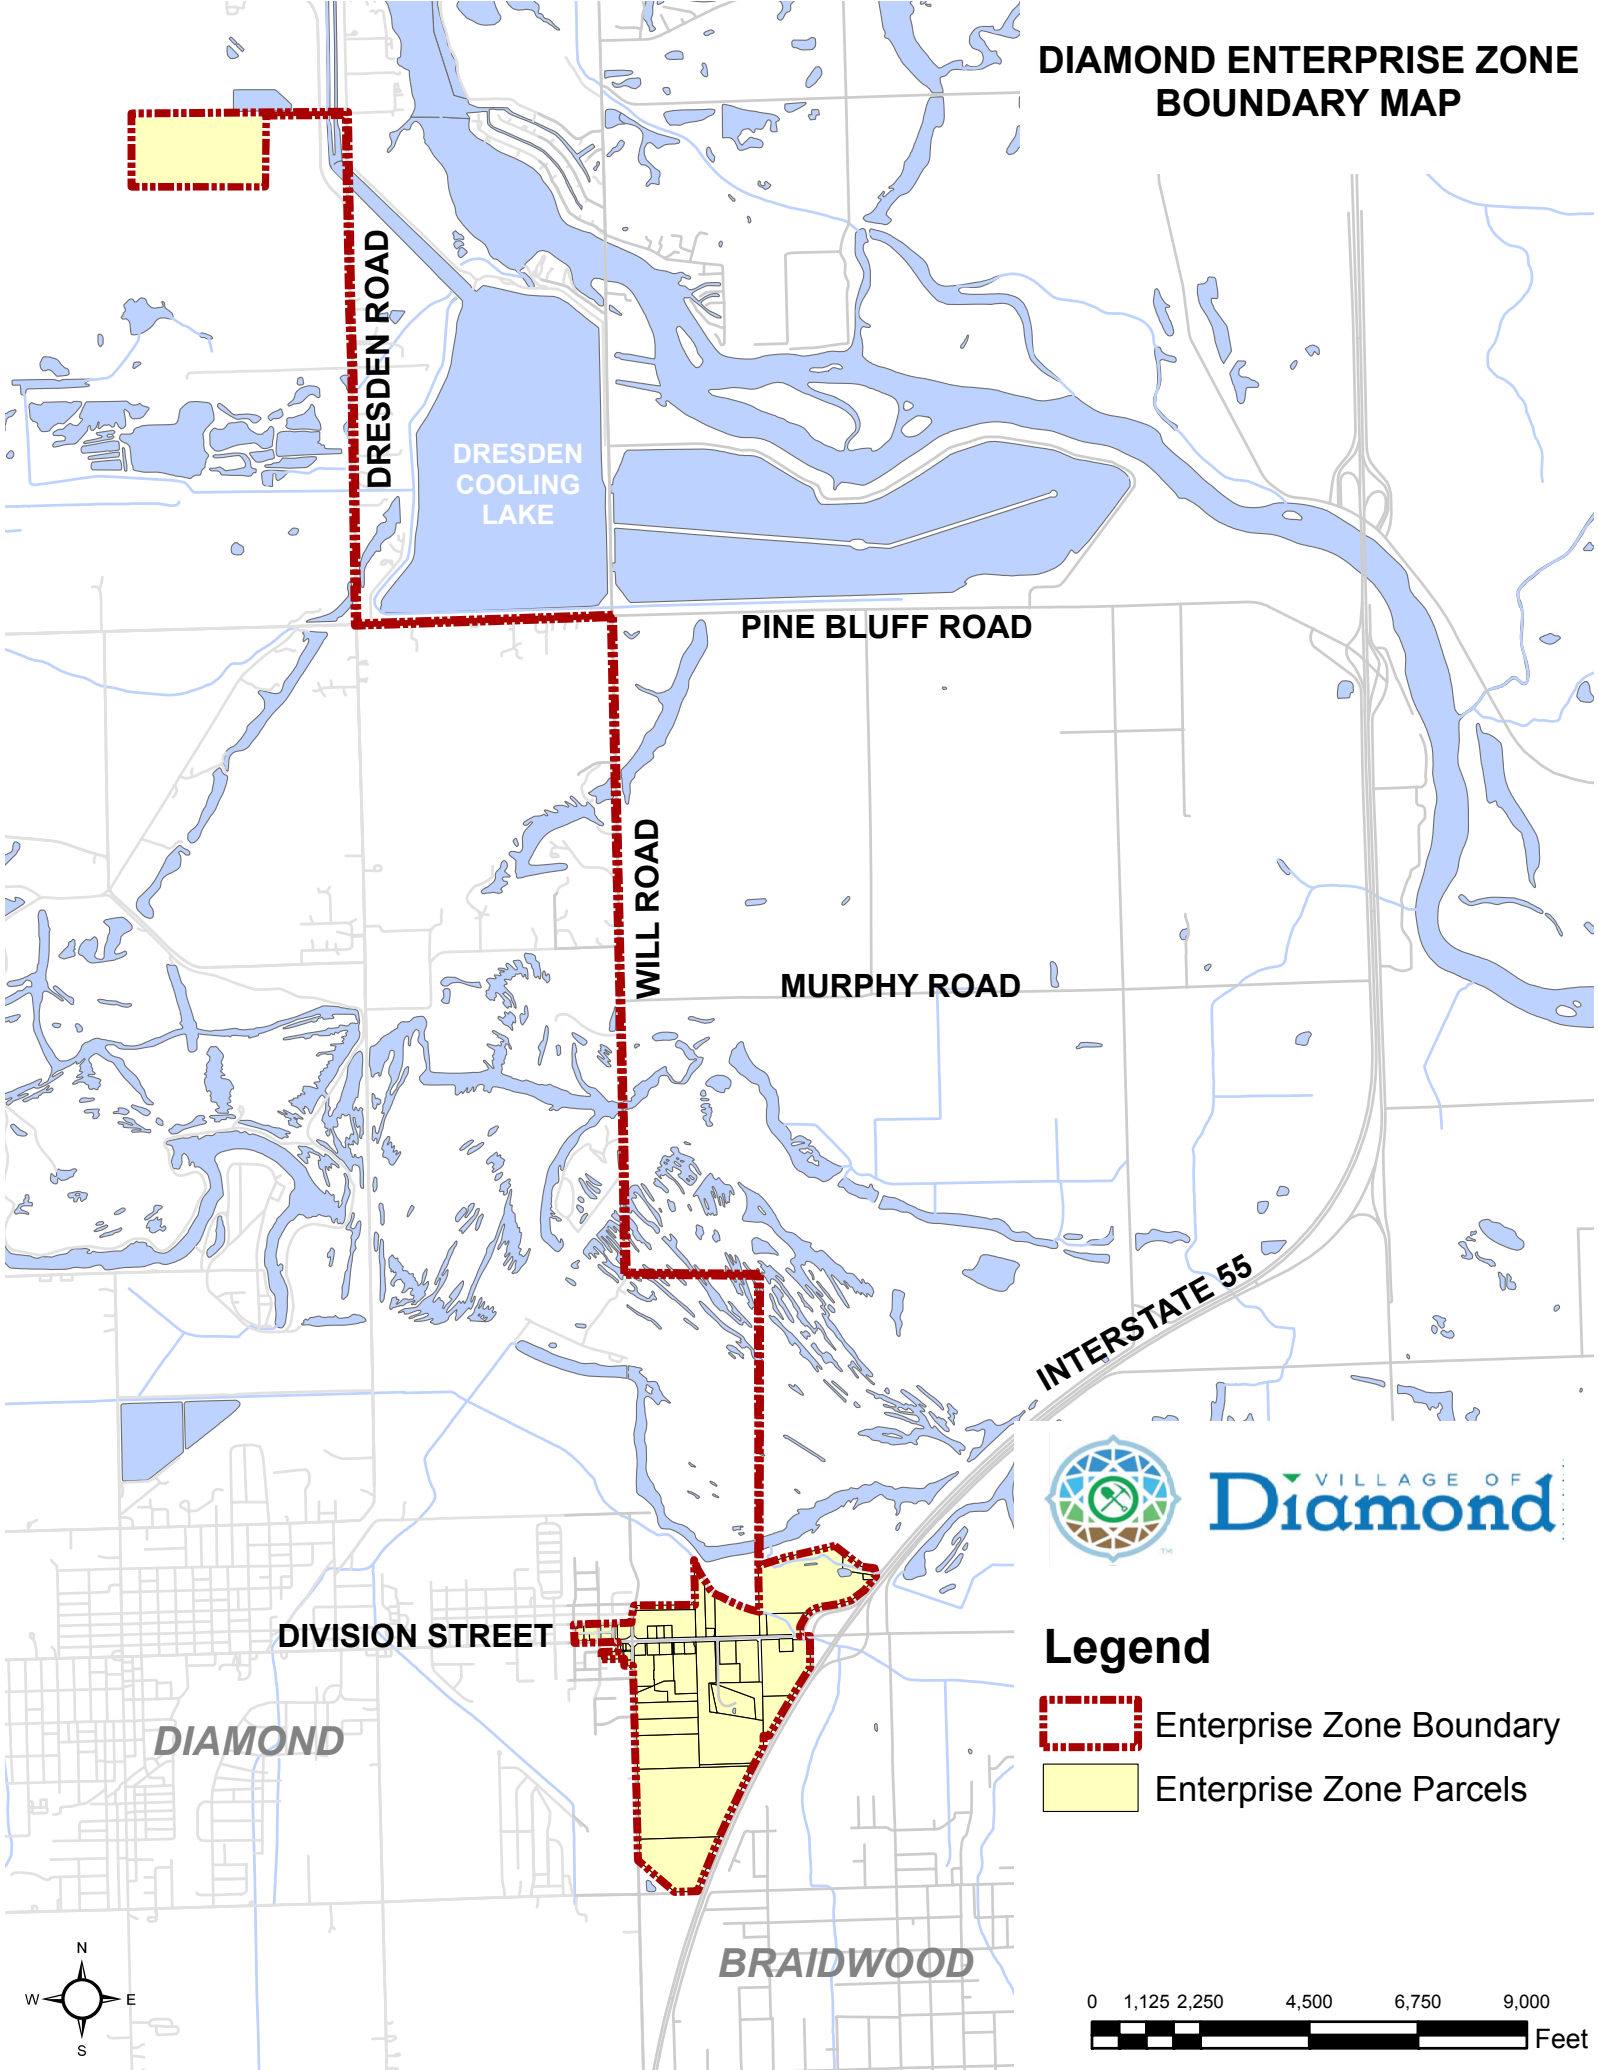 DIAMOND ENTERPRISE ZONE
BOUNDARY MAP
DRESDEN ROAD
DRESDEN
COOLING
LAKE
PINE BLUFF ROAD
WILL ROAD
MURPHY ROAD
INTERSTATE 55
VILLAGE OF
Diamond
TM
DIVISION STREET
Legend
Enterprise Zone Boundary
DIAMOND
Enterprise Zone Parcels
BRAIDWOOD
N
W E
S
0 1,125 2,250 4,500 6,750 9,000
Feet